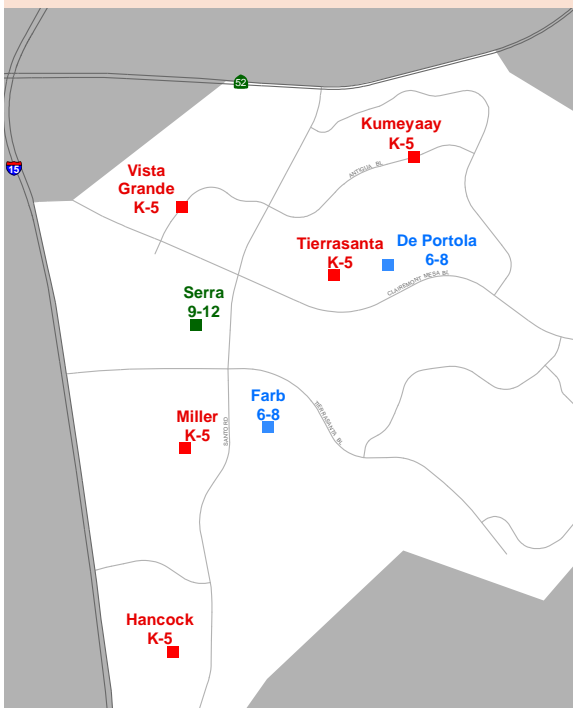 52
Kumeyaay
K-5
15
Vista
Grande
K-5
ANTIGUA BL
De Portola
6-8
Tierrasanta
K-5
CLAIREMONT MESA BL
Serra
9-12
Farb
6-8
Miller
K-5
SANTO RD
TIERRASANTA BL
Hancock
K-5